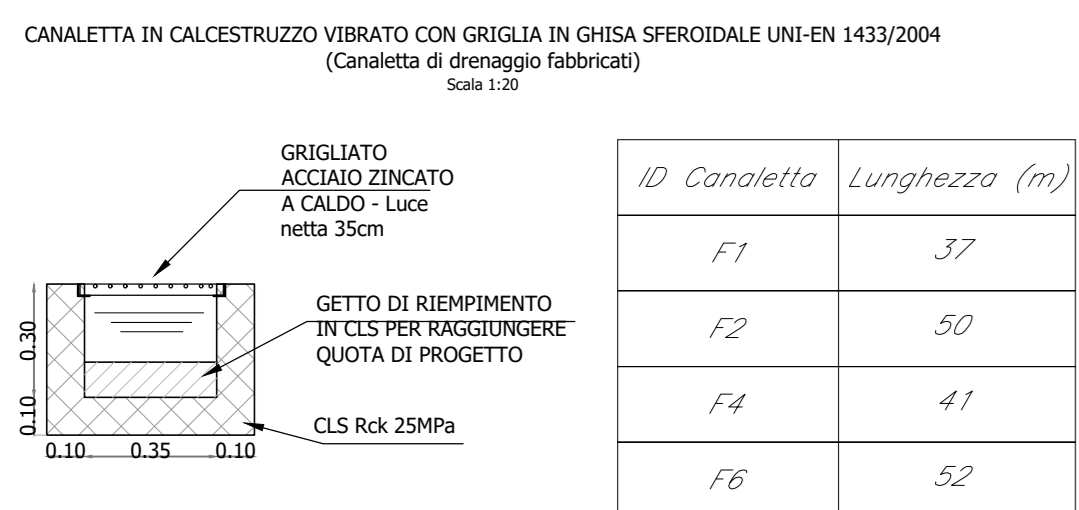 CANALETTA IN CALCESTRUZZO VIBRATO CON GRIGLIA IN GHISA SFEROIDALE UNI-EN 1433/2004
(Canaletta di drenaggio fabbricati)
Scala 1:20
GRIGLIATO
ACCIAIO ZINCATO
A CALDO - Luce
netta 35cm
GETTO DI RIEMPIMENTO
IN CLS PER RAGGIUNGERE
QUOTA DI PROGETTO
CLS Rck 25MPa
0.30
0.10
0.10 0.35 0.10
ID Canaletta Lunghezza (m)
F1 37
F2 50
F4 41
F6 52